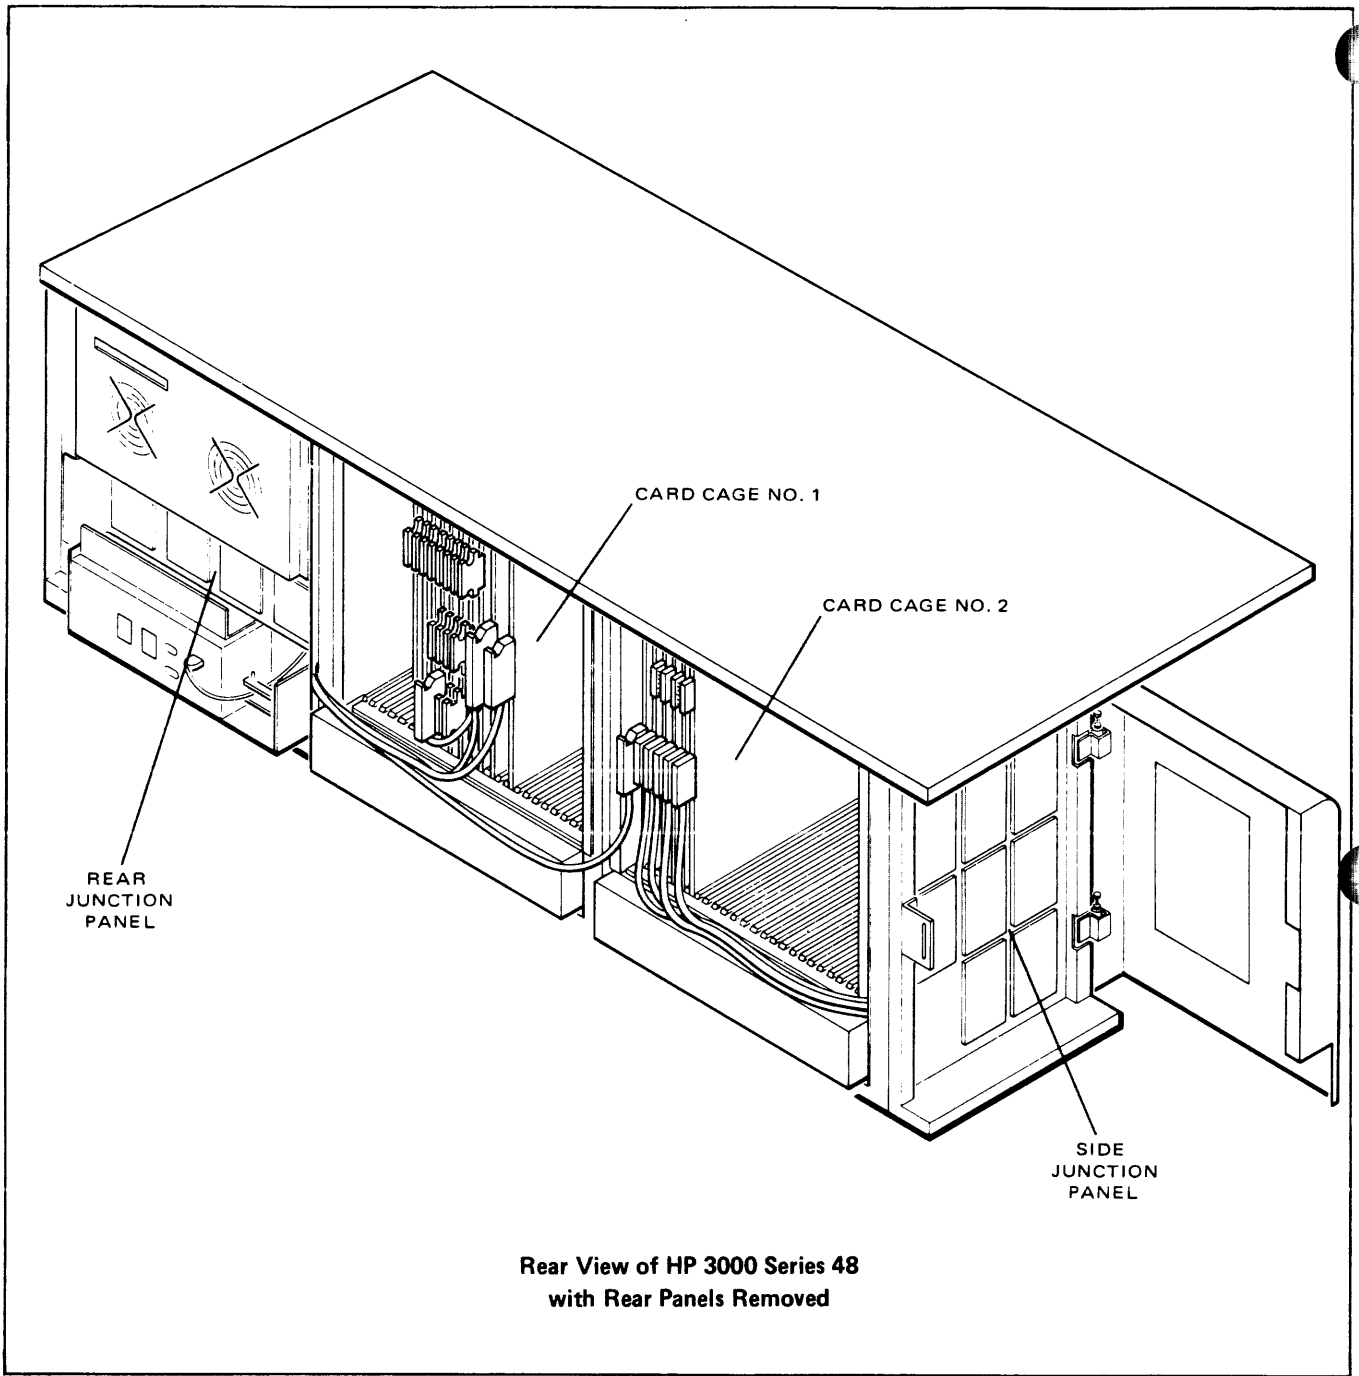 CARD CAGE NO. 1
CARD CAGE NO. 2
REAR
JUNCTION
PANEL
SIDE
JUNCTION
PANEL
Rear View of HP 3000 Series 48
with Rear Panels Removed